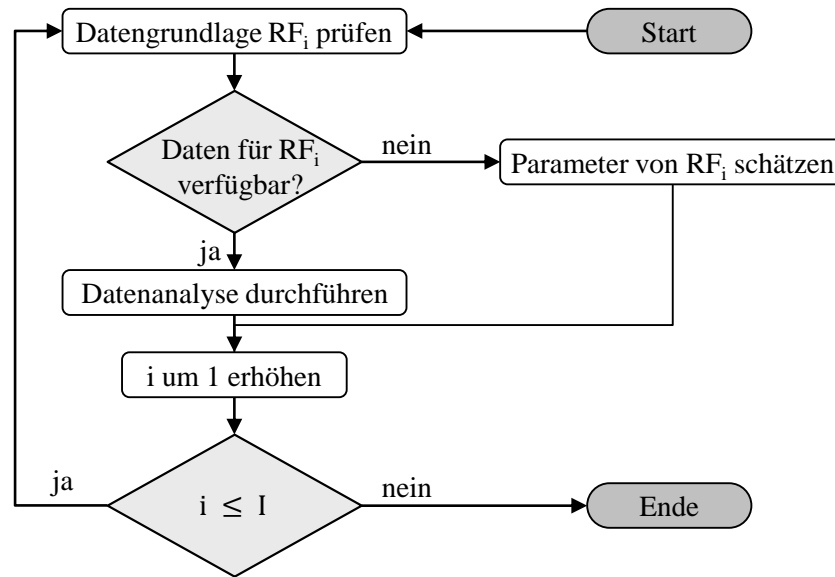 Start
Datengrundlage RFᵢ prüfen
Daten für RFᵢ
verfügbar?
nein
Parameter von RFᵢ schätzen
ja
Datenanalyse durchführen
i um 1 erhöhen
ja
i ≤ I
nein
Ende